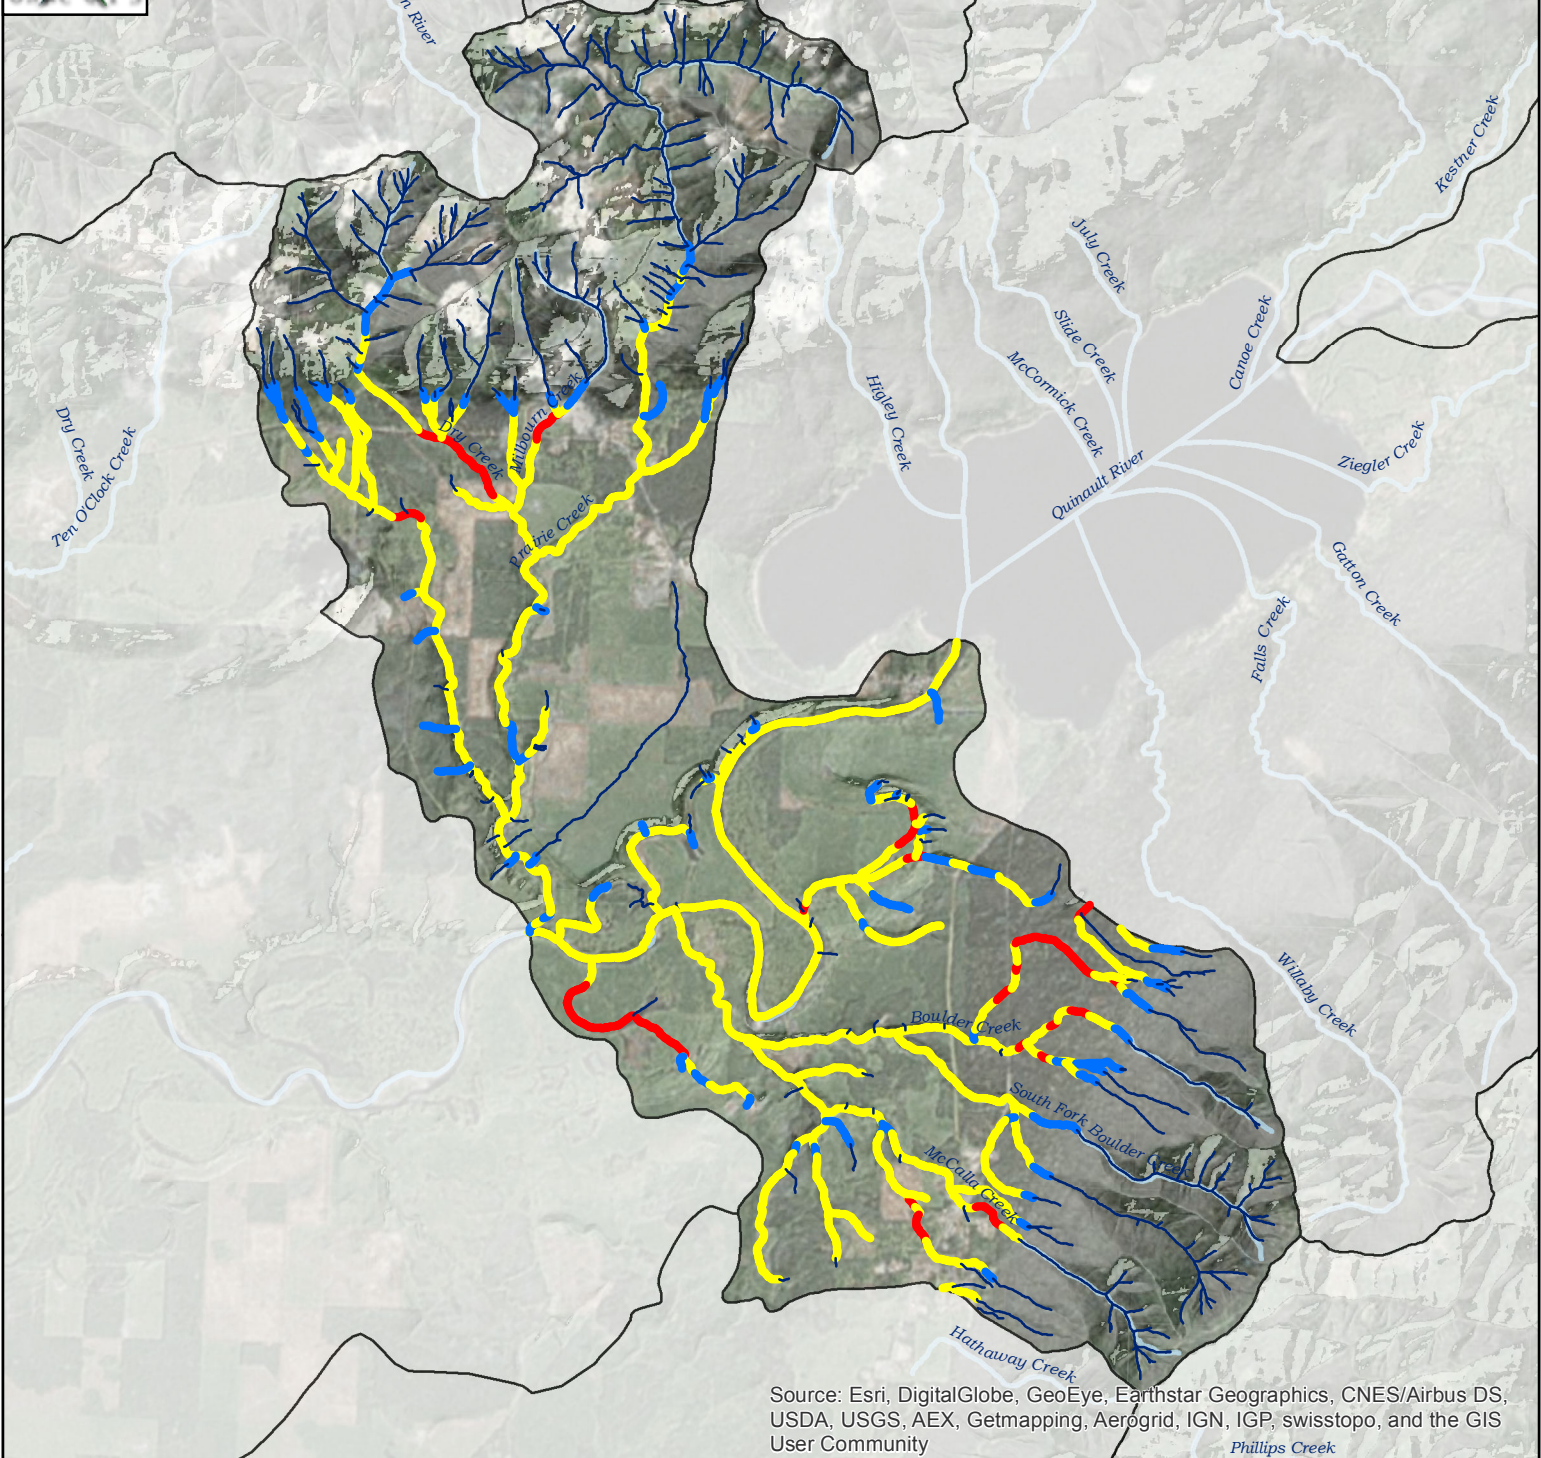 River
Kestner Creek
July Creek
Slide Creek
Canoe Creek
McCormick Creek
Higley Creek
Dry Creek
Ten O'Clock Creek
Dry Creek
Milbourn Creek
Prairie Creek
Quinault River
Ziegler Creek
Gatton Creek
Falls Creek
Willaby Creek
Boulder Creek
South Fork Boulder Creek
McCalla Creek
Hathaway Creek
Source: Esri, DigitalGlobe, GeoEye, Earthstar Geographics, CNES/Airbus DS,
USDA, USGS, AEX, Getmapping, Aerogrid, IGN, IGP, swisstopo, and the GIS
User Community
Phillips Creek